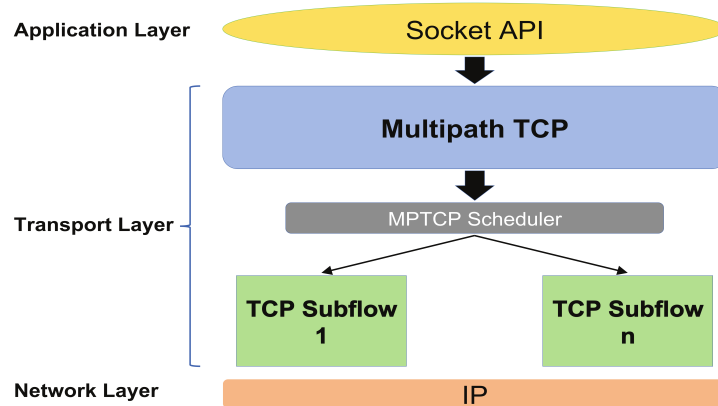 Application Layer
Socket API
Multipath TCP
MPTCP Scheduler
Transport Layer
TCP Subflow
1
TCP Subflow
n
Network Layer
IP